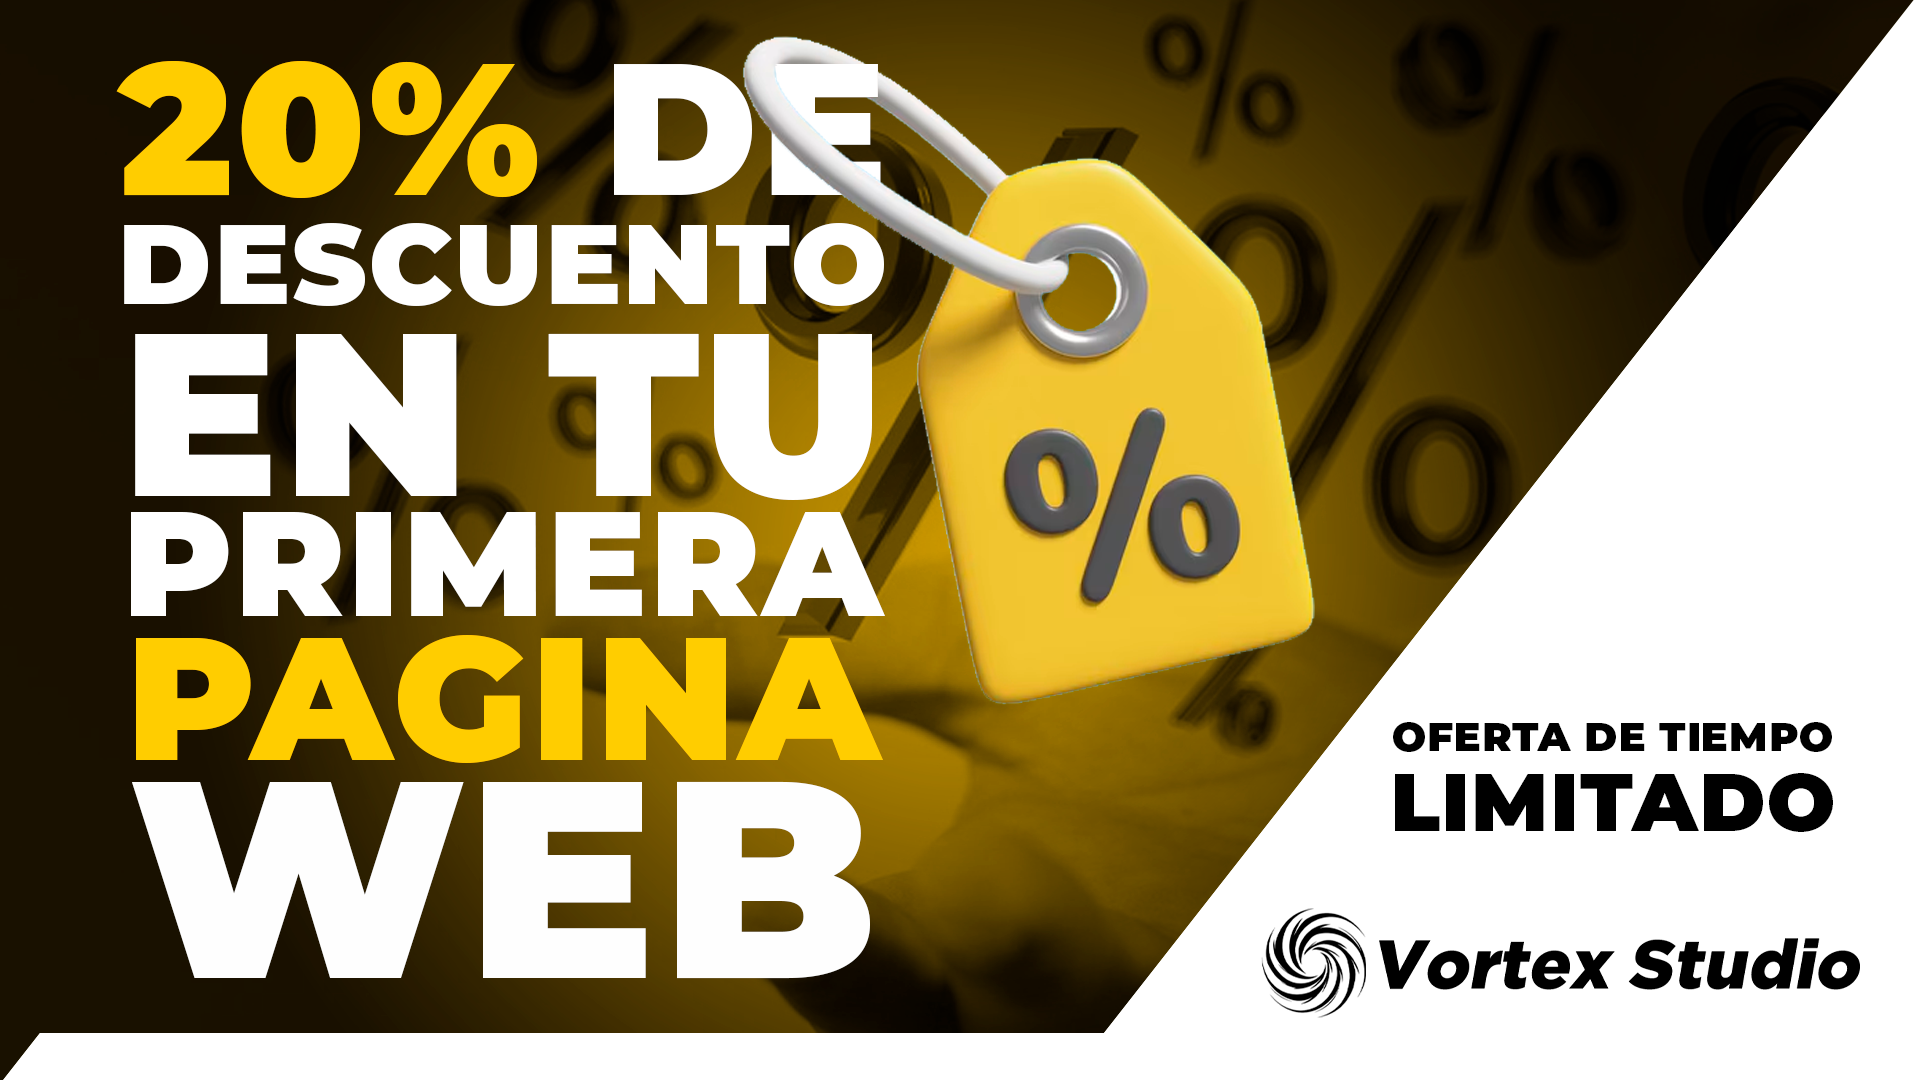 20% DE
DESCUENTO
EN TU
PRIMERA
PAGINA
WEB
%
OFERTA DE TIEMPO
LIMITADO
Vortex Studio